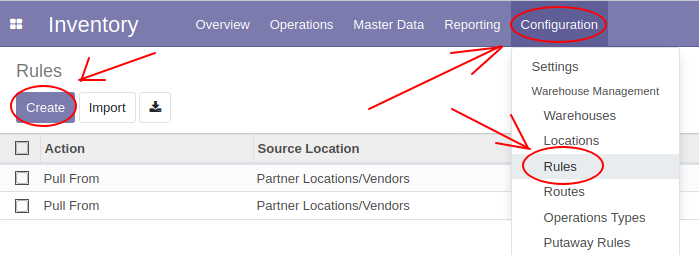 Inventory Overview Operations Master Data Reporting Configuration
Rules
Create Import
Action Source Location
Pull From Partner Locations/Vendors
Pull From Partner Locations/Vendors
Settings
Warehouse Management
Warehouses
Locations
Rules
Routes
Operations Types
Putaway Rules